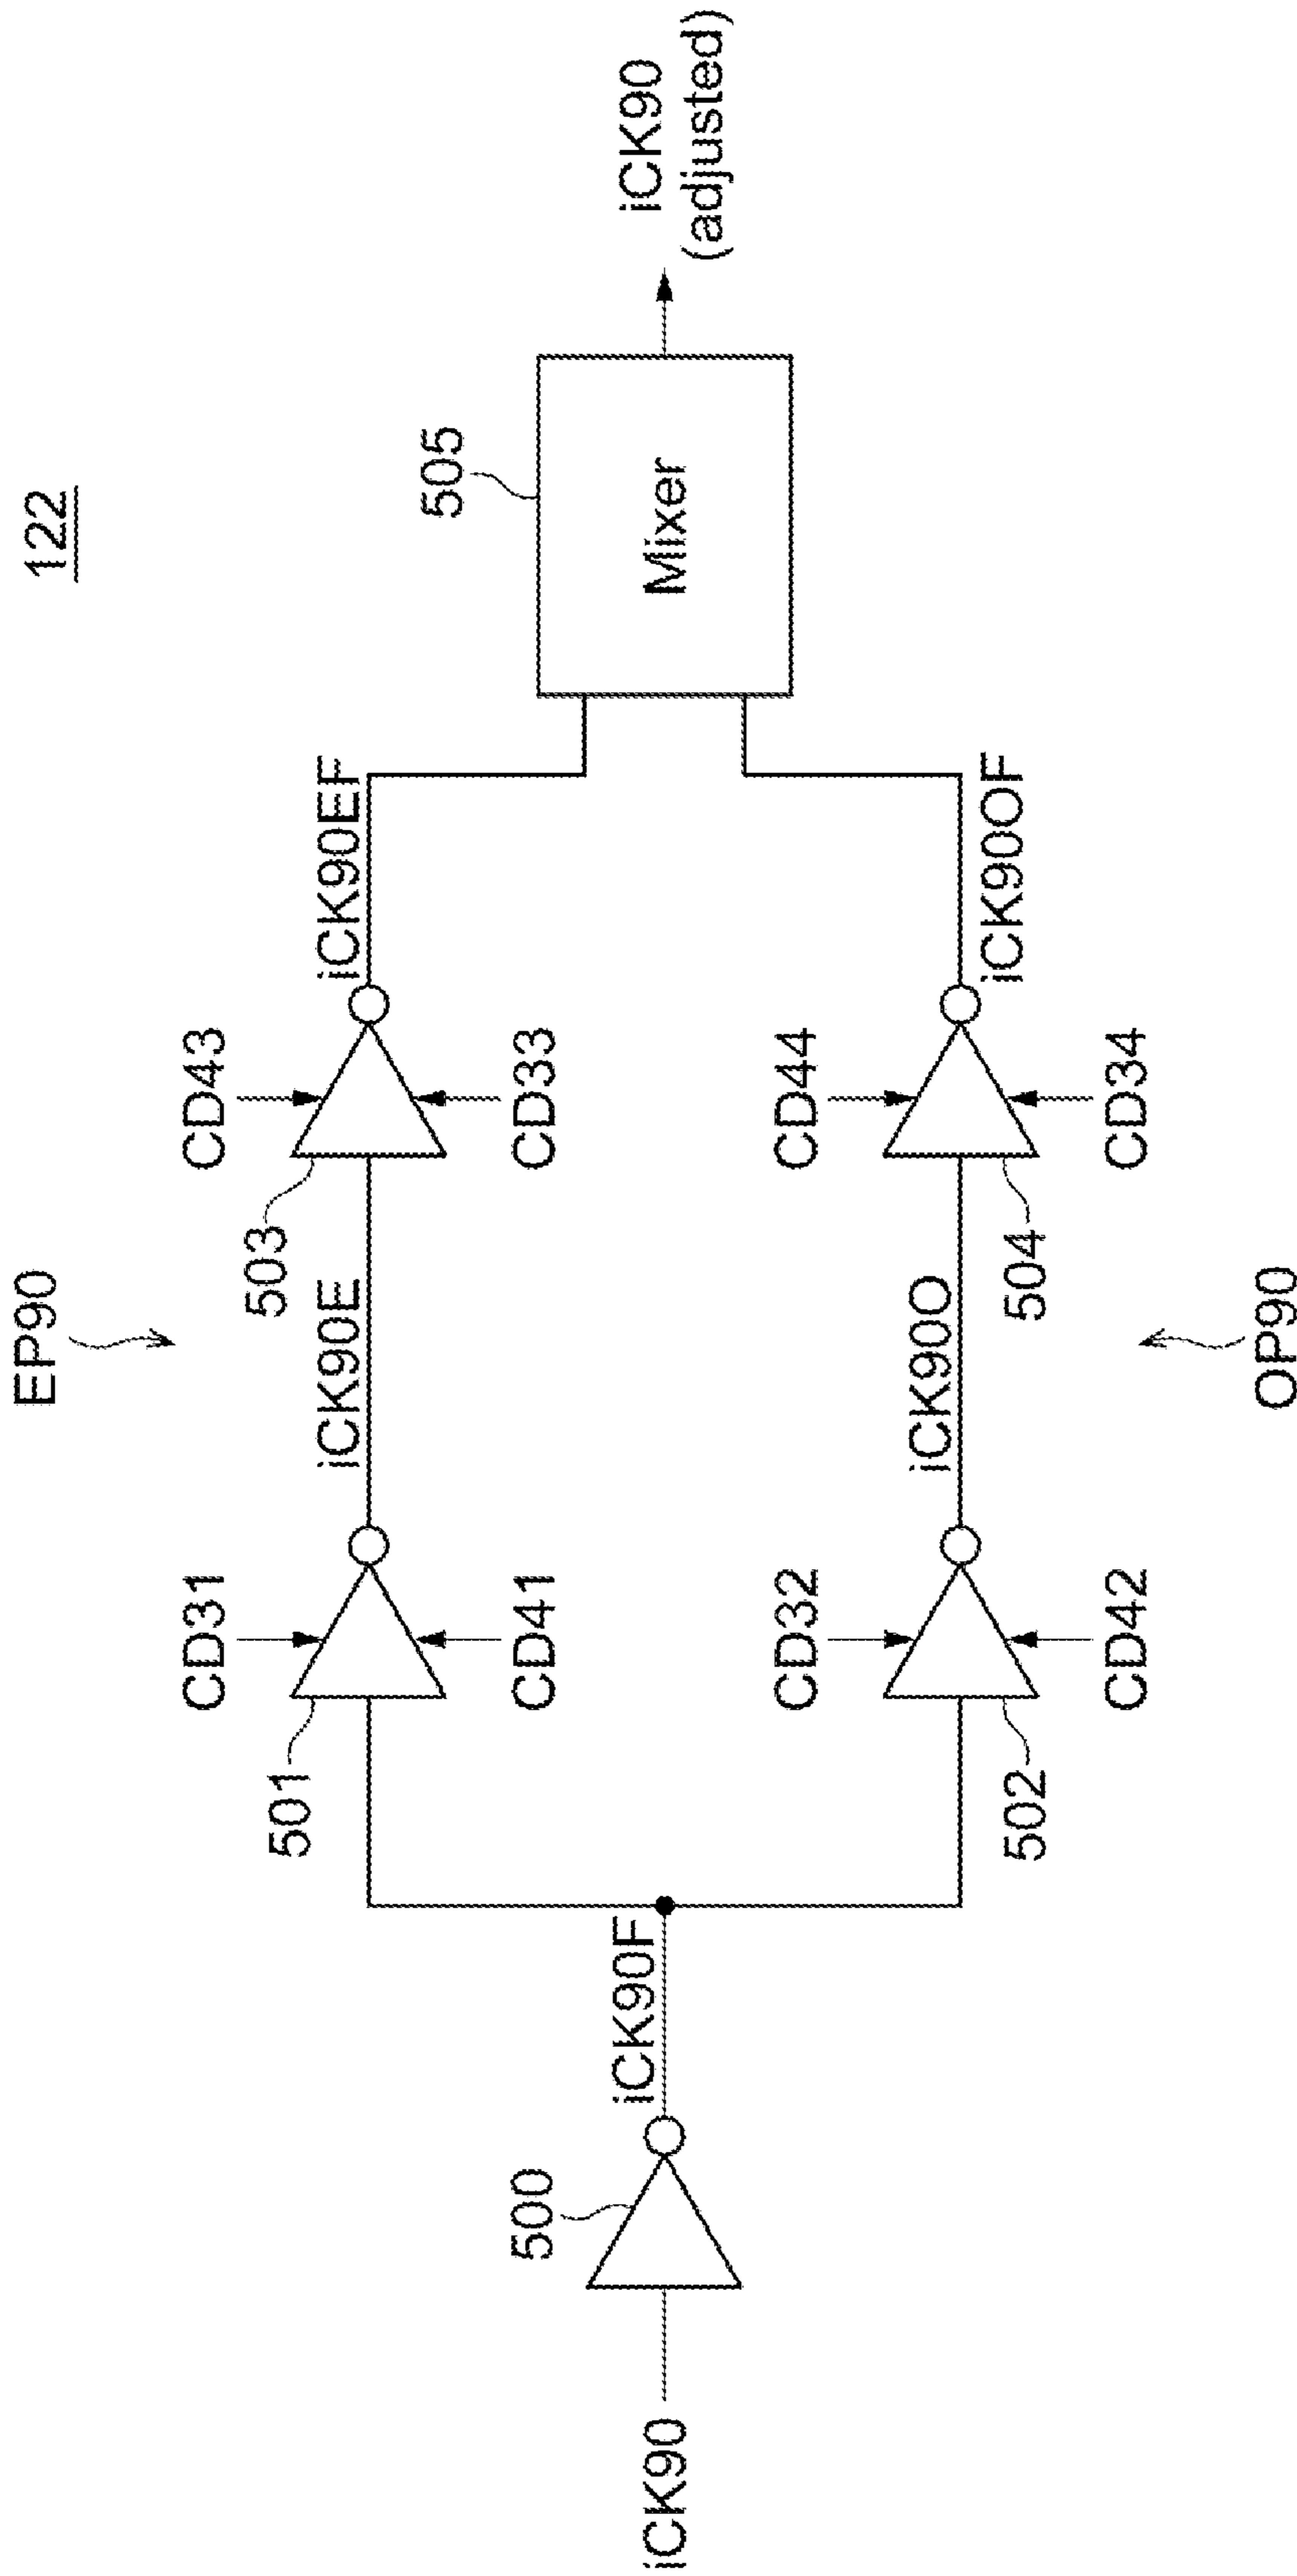 122
EP90
iCK90
500
iCK90F
501
CD31
CD41
iCK90E
503
CD43
CD33
iCK90EF
502
CD32
CD42
iCK90O
504
CD44
CD34
iCK90OF
OP90
505
Mixer
iCK90
(adjusted)